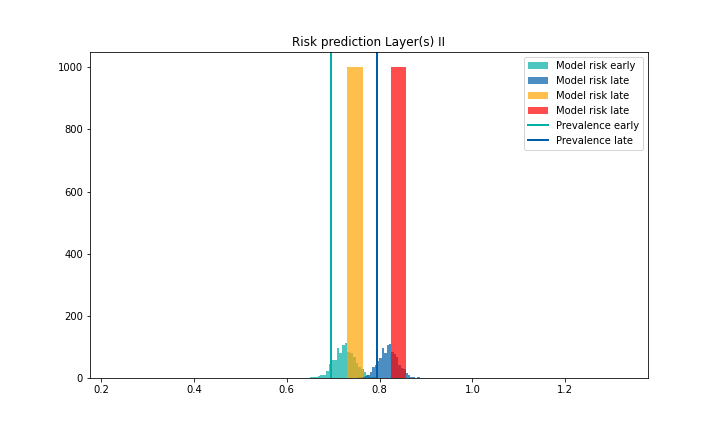 Risk prediction Layer(s) II
1000
800
600
400
200
0
0.2 0.4 0.6 0.8 1.0 1.2
Model risk early
Model risk late
Model risk late
Model risk late
Prevalence early
Prevalence late